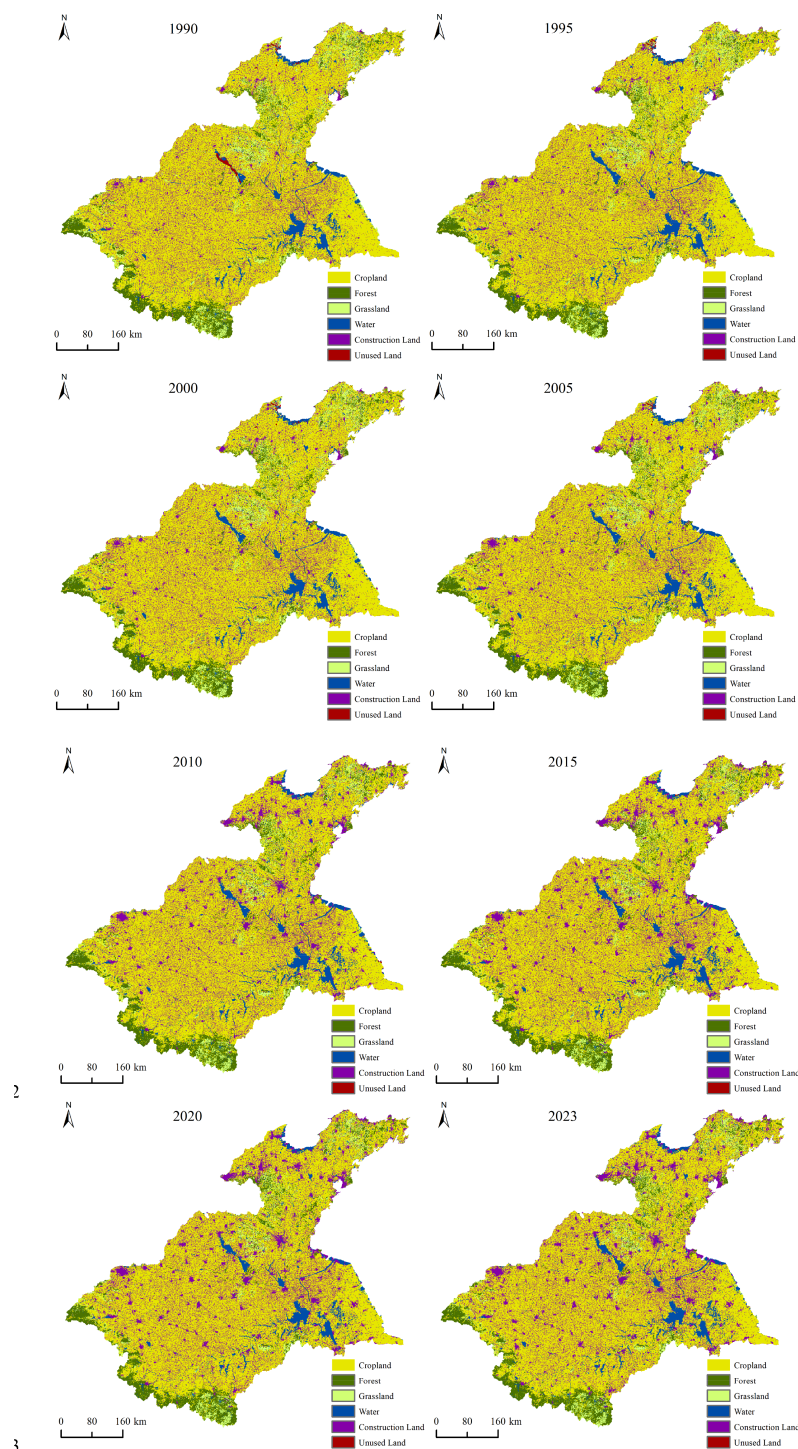 N
1990
Cropland
Forest
Grassland
Water
Construction Land
Unused Land
0 80 160 km
N
1995
Cropland
Forest
Grassland
Water
Construction Land
Unused Land
0 80 160 km
N
2000
Cropland
Forest
Grassland
Water
Construction Land
Unused Land
0 80 160 km
N
2005
Cropland
Forest
Grassland
Water
Construction Land
Unused Land
0 80 160 km
N
2010
Cropland
Forest
Grassland
Water
Construction Land
Unused Land
0 80 160 km
N
2015
Cropland
Forest
Grassland
Water
Construction Land
Unused Land
0 80 160 km
2
N
2020
Cropland
Forest
Grassland
Water
Construction Land
Unused Land
0 80 160 km
N
2023
Cropland
Forest
Grassland
Water
Construction Land
Unused Land
0 80 160 km
3